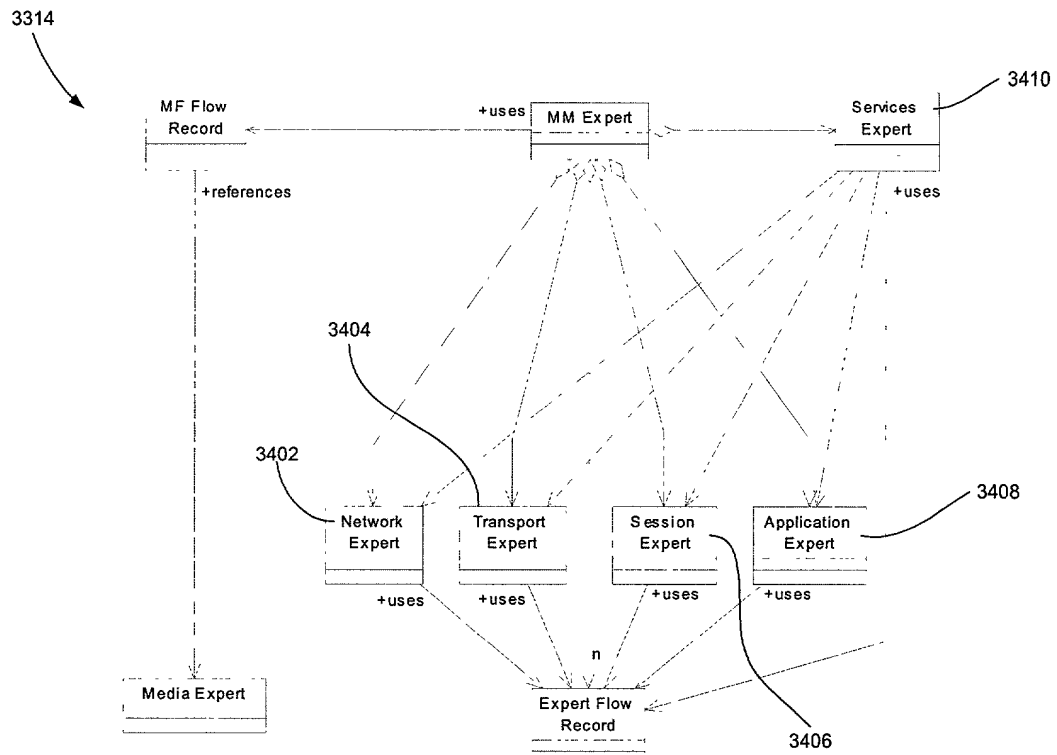 3314
3410
MF Flow
Record
+uses
MM Expert
Services
Expert
+references
+uses
3404
3402
3408
Network
Expert
Transport
Expert
Session
Expert
Application
Expert
+uses
+uses
+uses
+uses
n
Media Expert
Expert Flow
Record
3406